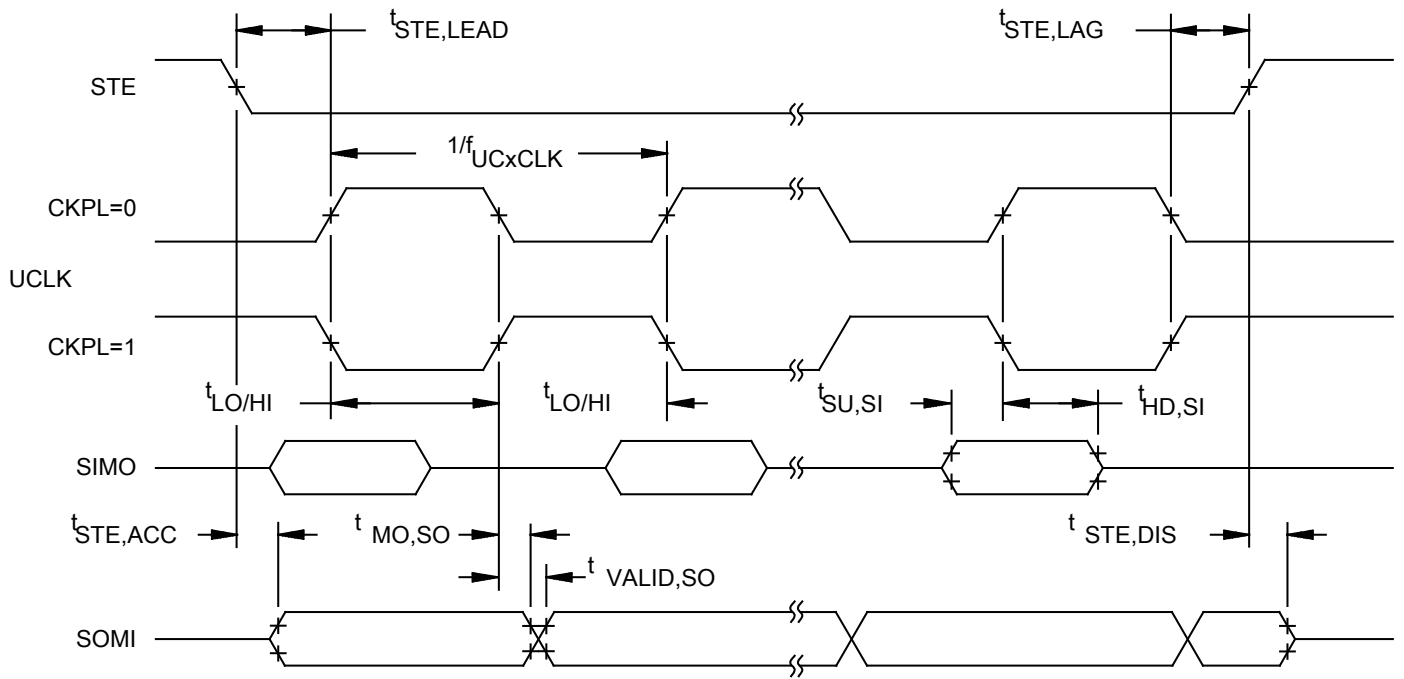 tSTE,LEAD
tSTE,LAG
STE
1/fUCxCLK
CKPL=0
UCLK
CKPL=1
tLO/HI
tLO/HI
tSU,SI
tHD,SI
SIMO
tSTE,ACC
t MO,SO
t STE,DIS
t VALID,SO
SOMI